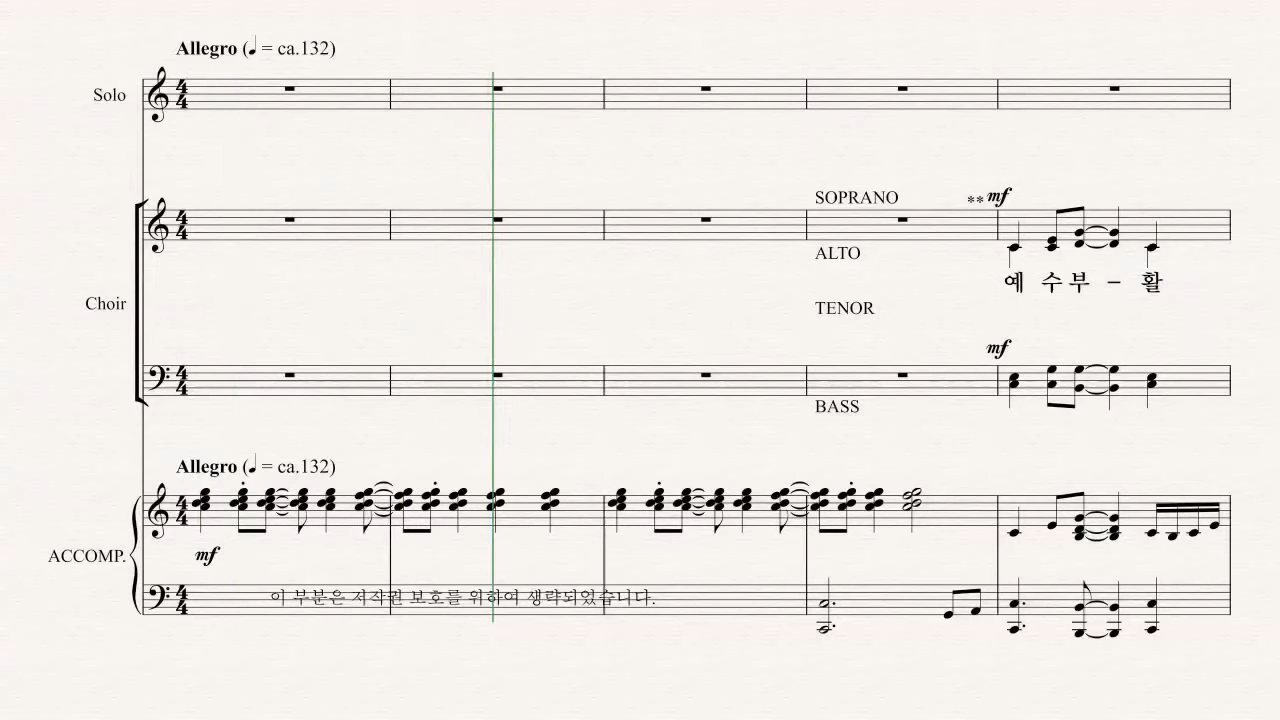 Allegro (♩ = ca.132)
Solo
SOPRANO
** mf
ALTO
예 수 부 - 활
Choir
TENOR
mf
BASS
Allegro (♩ = ca.132)
mf
ACCOMP.
이 부분은 저작권 보호를 위하여 생략되었습니다.